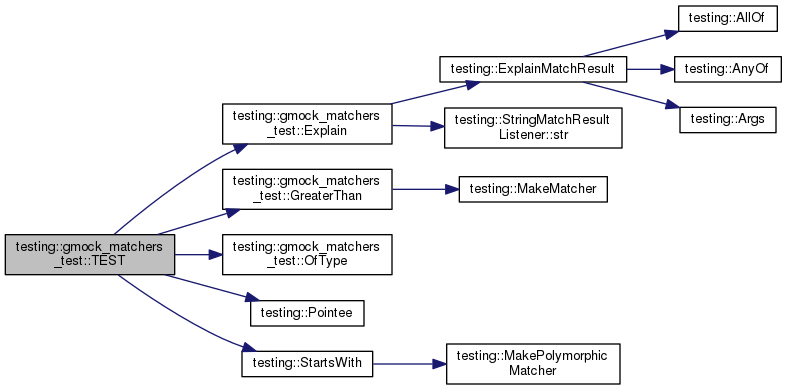 testing::gmock_matchers
_test::TEST
testing::gmock_matchers
_test::Explain
testing::gmock_matchers
_test::GreaterThan
testing::gmock_matchers
_test::OfType
testing::Pointee
testing::StartsWith
testing::ExplainMatchResult
testing::StringMatchResult
Listener::str
testing::MakeMatcher
testing::MakePolymorphic
Matcher
testing::AllOf
testing::AnyOf
testing::Args